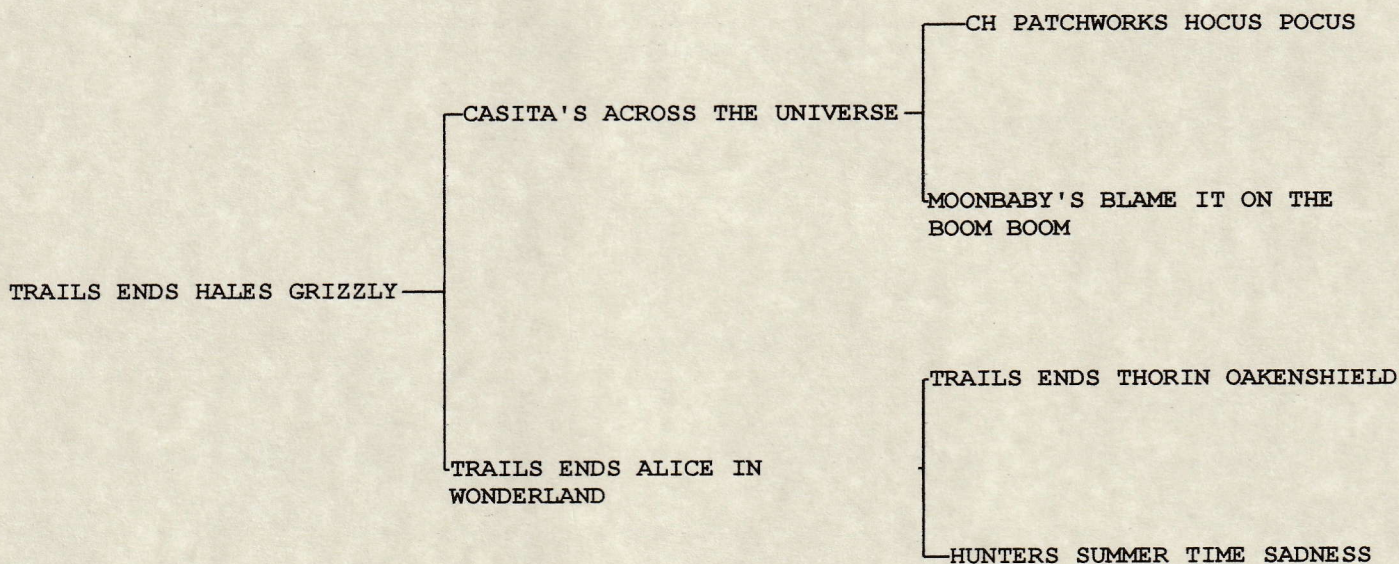 CH PATCHWORKS HOCUS POCUS
CASITA'S ACROSS THE UNIVERSE
MOONBABY'S BLAME IT ON THE
BOOM BOOM
TRAILS ENDS HALES GRIZZLY
TRAILS ENDS THORIN OAKENSHIELD
TRAILS ENDS ALICE IN
WONDERLAND
HUNTERS SUMMER TIME SADNESS